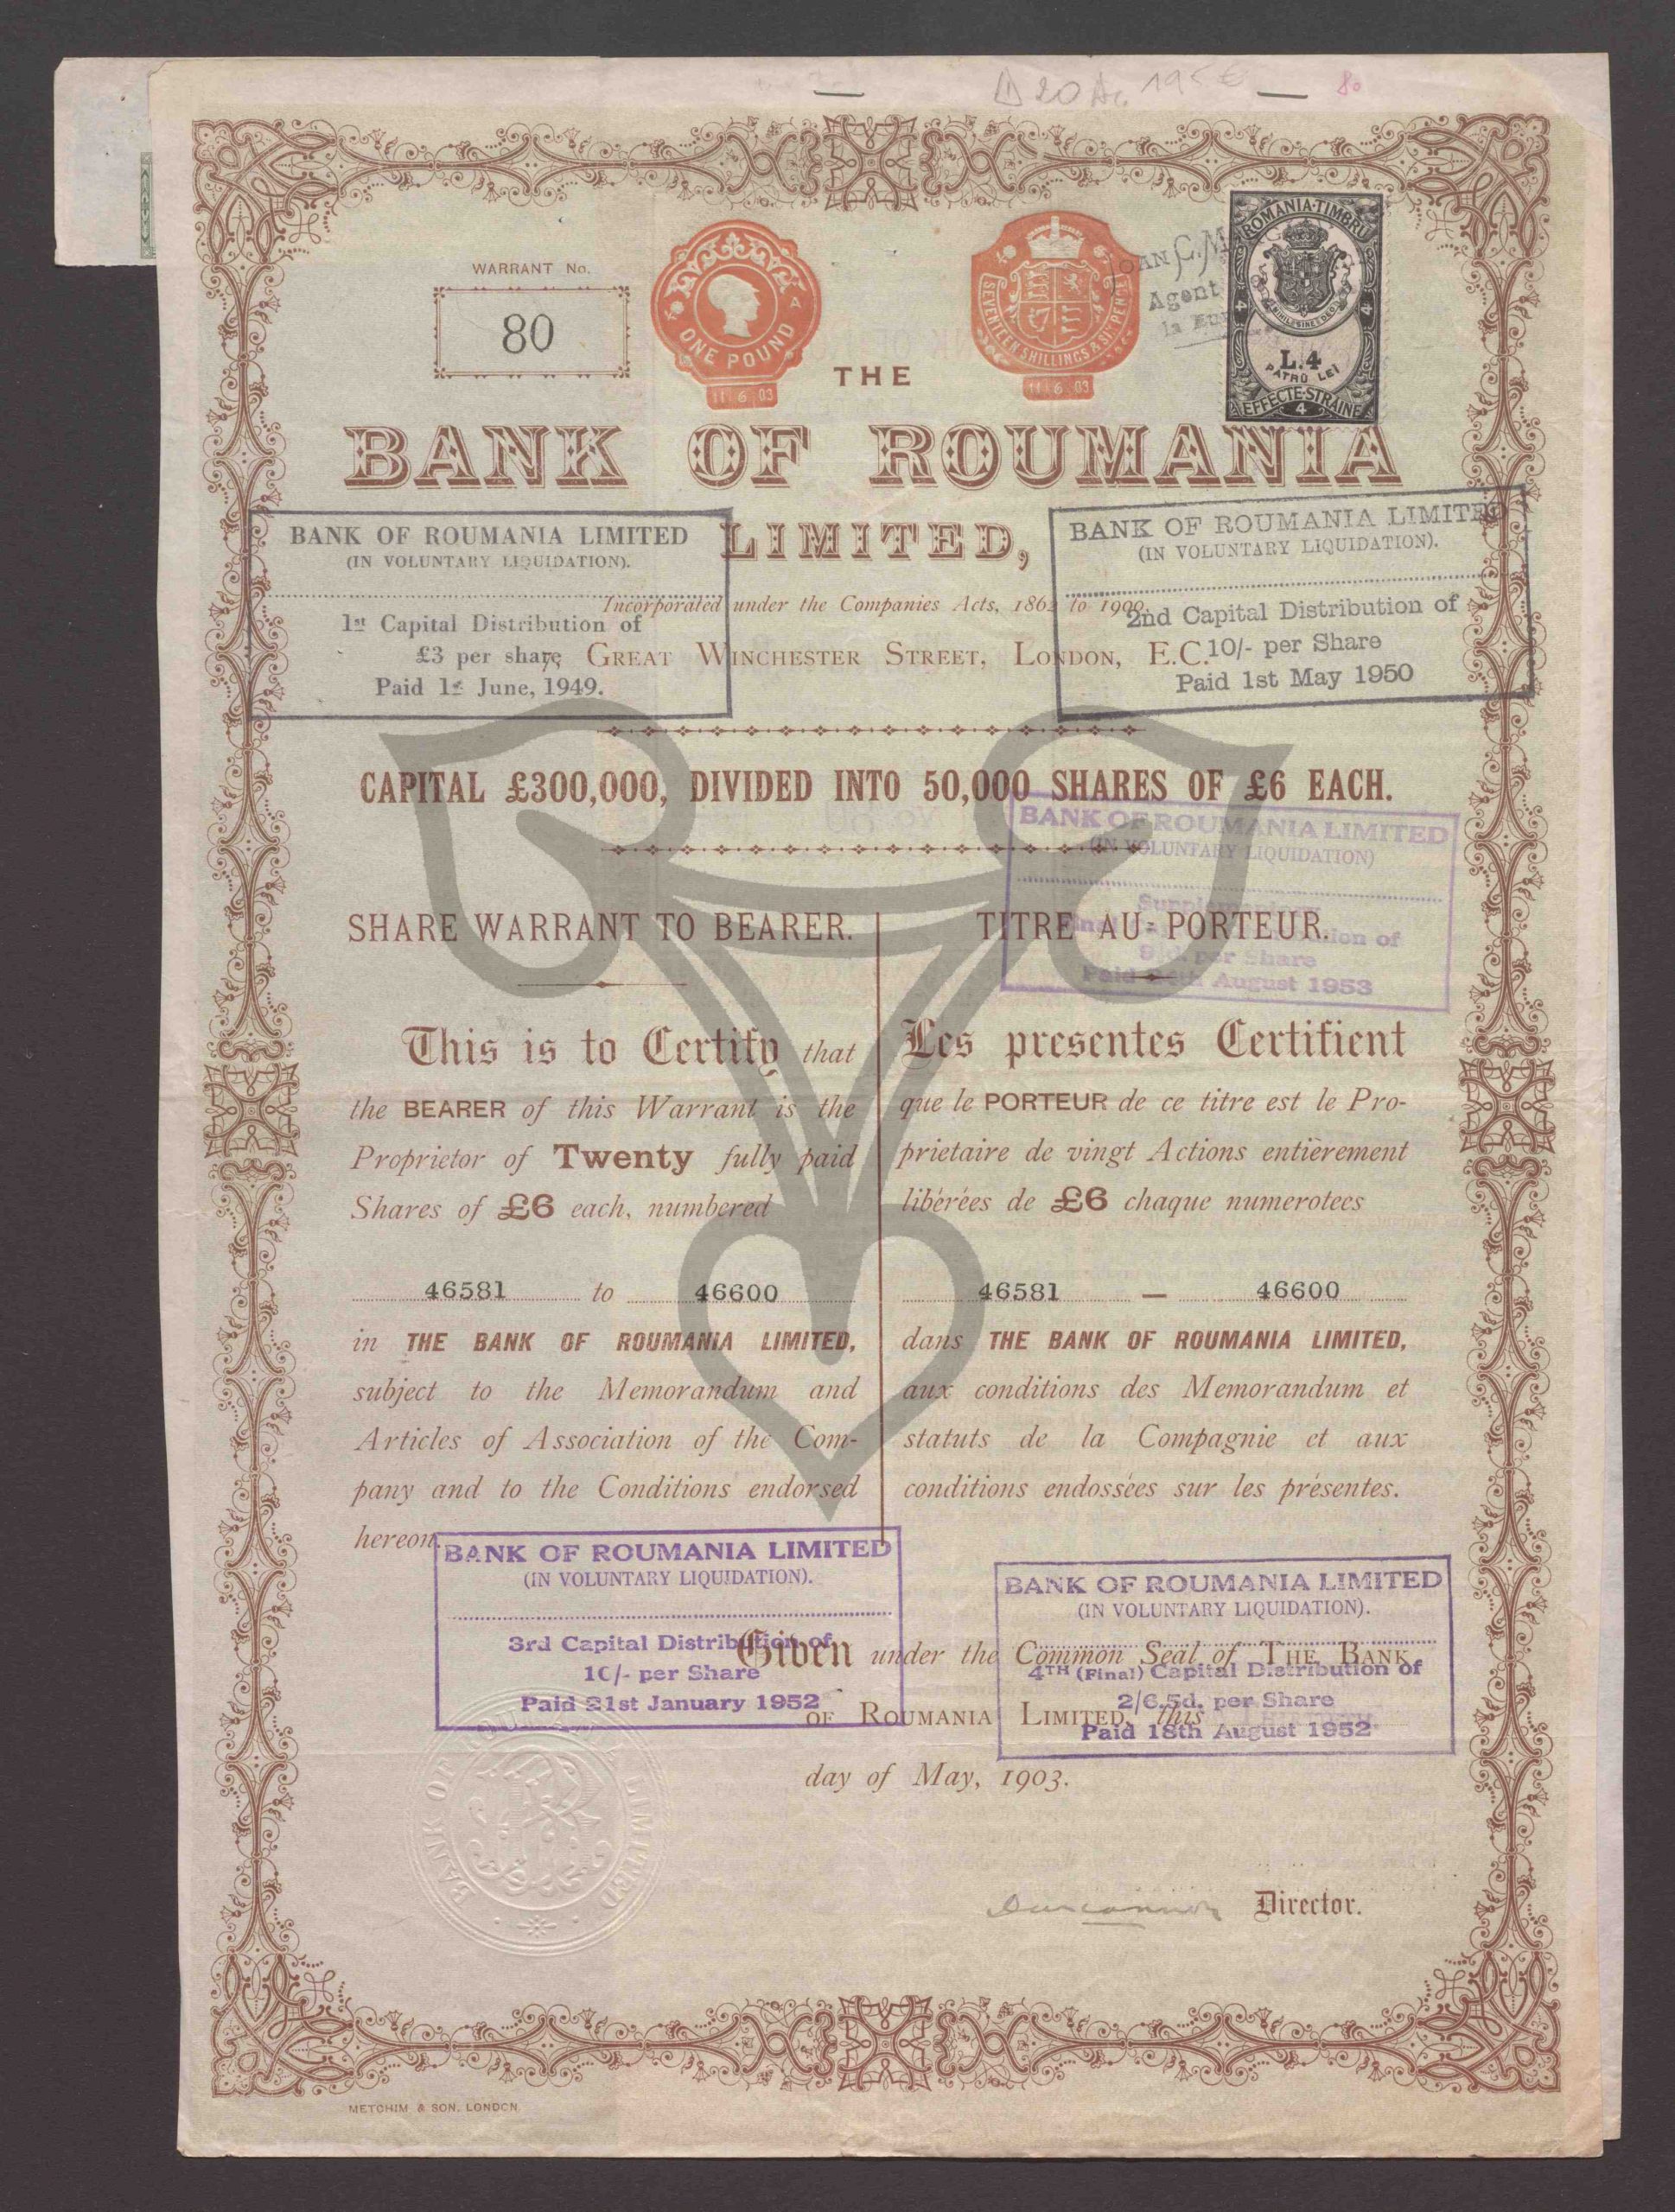 80
WARRANT No.
80
ONE POUND
A
11 6 03
SEVENTEEN SHILLINGS & SIX PENCE
11 6 03
Agent
ROMANIA·TIMBRU
NIHIL SINE DEO
4 4
L.4
PATRU LEI
EFFECTE·STRAINE
4
THE
BANK OF ROUMANIA
LIMITED,
Incorporated under the Companies Acts, 1862 to 1900.
GREAT WINCHESTER STREET, LONDON, E.C.
BANK OF ROUMANIA LIMITED
(IN VOLUNTARY LIQUIDATION).
1st Capital Distribution of
£3 per share
Paid 1st June, 1949.
BANK OF ROUMANIA LIMITED
(IN VOLUNTARY LIQUIDATION).
2nd Capital Distribution of
10/- per Share
Paid 1st May 1950
CAPITAL £300,000, DIVIDED INTO 50,000 SHARES OF £6 EACH.
BANK OF ROUMANIA LIMITED
(IN VOLUNTARY LIQUIDATION)
per Share
Paid August 1953
SHARE WARRANT TO BEARER.
This is to Certify that
the BEARER of this Warrant is the
Proprietor of Twenty fully paid
Shares of £6 each, numbered
46581 to 46600
in THE BANK OF ROUMANIA LIMITED,
subject to the Memorandum and
Articles of Association of the Com-
pany and to the Conditions endorsed
hereon.
TITRE AU PORTEUR.
Les presentes Certifient
que le PORTEUR de ce titre est le Pro-
prietaire de vingt Actions entièrement
libérées de £6 chaque numerotees
46581 — 46600
dans THE BANK OF ROUMANIA LIMITED,
aux conditions des Memorandum et
statuts de la Compagnie et aux
conditions endossées sur les présentes.
BANK OF ROUMANIA LIMITED
(IN VOLUNTARY LIQUIDATION).
3rd Capital Distribution of
10/- per Share
Paid 21st January 1952
BANK OF ROUMANIA LIMITED
(IN VOLUNTARY LIQUIDATION).
4TH (Final) Capital Distribution of
2/6.5d. per Share
Paid 18th August 1952
Given under the Common Seal of THE BANK
OF ROUMANIA LIMITED, this
day of May, 1903.
BANK OF ROUMANIA LIMITED
Director.
METCHIM & SON, LONDON